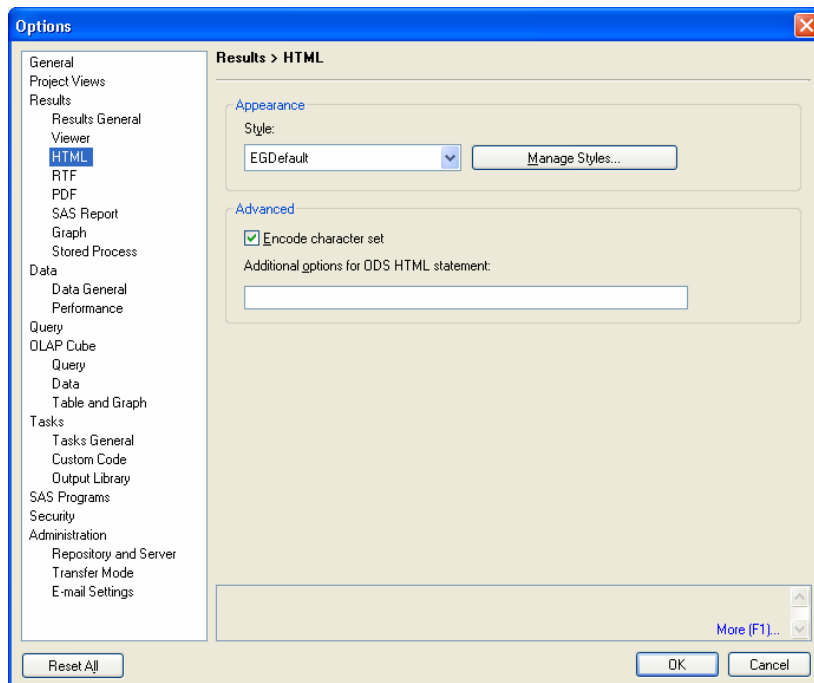 Options
General
Project Views
Results
Results General
Viewer
HTML
RTF
PDF
SAS Report
Graph
Stored Process
Data
Data General
Performance
Query
OLAP Cube
Query
Data
Table and Graph
Tasks
Tasks General
Custom Code
Output Library
SAS Programs
Security
Administration
Repository and Server
Transfer Mode
E-mail Settings
Results > HTML
Appearance
Style:
EGDefault
Manage Styles...
Advanced
Encode character set
Additional options for ODS HTML statement:
More (F1)...
Reset All
OK
Cancel